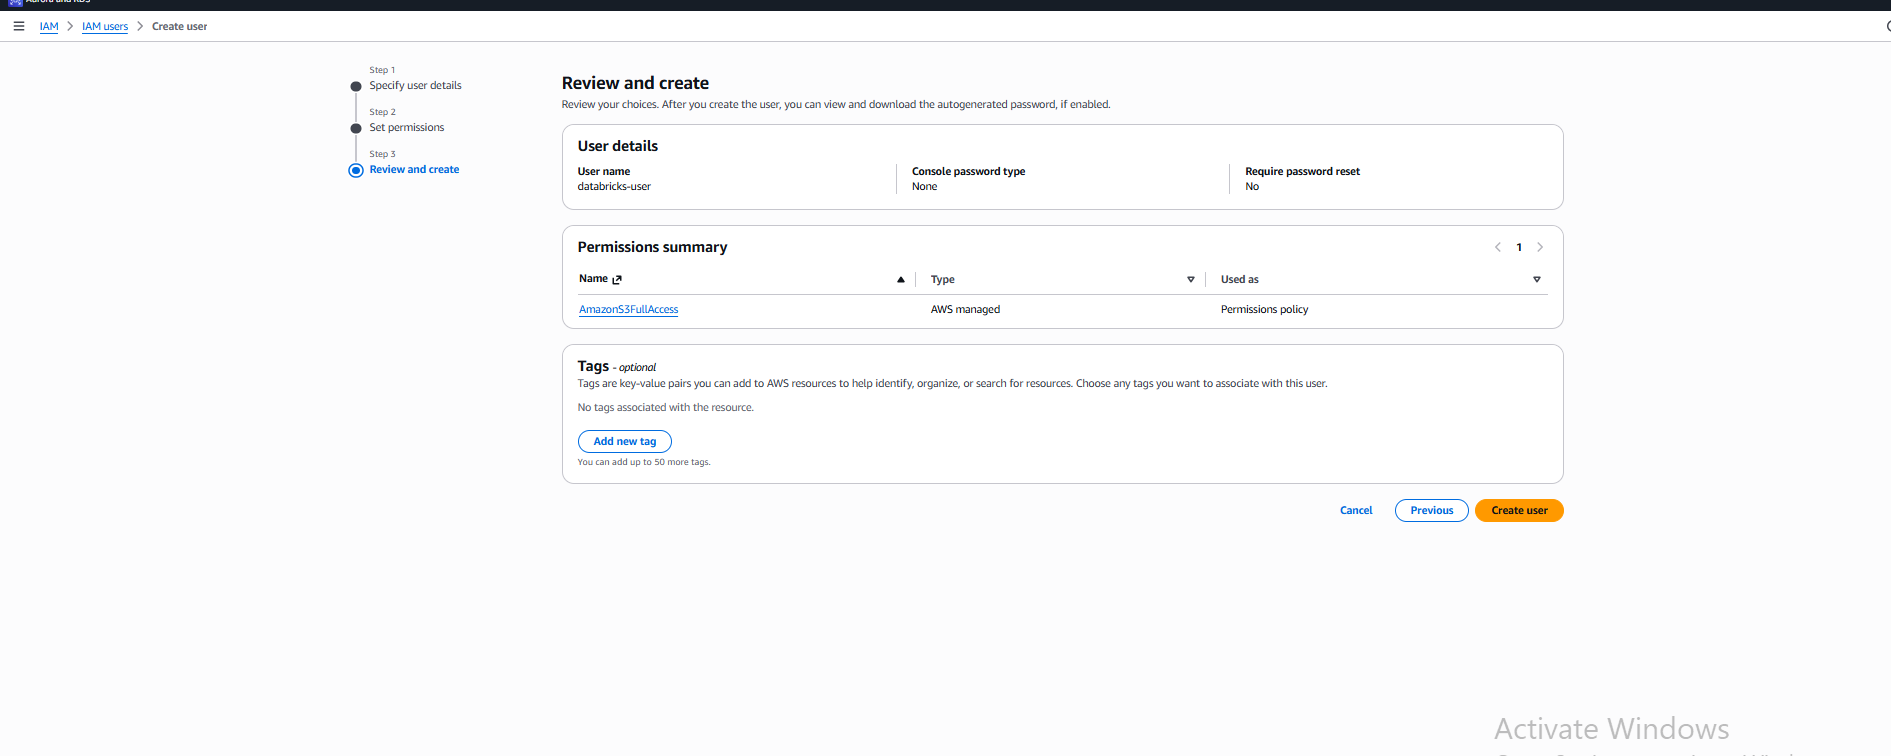 Aurora and RDS
IAM > IAM users > Create user
Step 1
Specify user details
Step 2
Set permissions
Step 3
Review and create
Review and create
Review your choices. After you create the user, you can view and download the autogenerated password, if enabled.
User details
User name
databricks-user
Console password type
None
Require password reset
No
Permissions summary
1
Name
Type
Used as
AmazonS3FullAccess
AWS managed
Permissions policy
Tags - optional
Tags are key-value pairs you can add to AWS resources to help identify, organize, or search for resources. Choose any tags you want to associate with this user.
No tags associated with the resource.
Add new tag
You can add up to 50 more tags.
Cancel
Previous
Create user
Activate Windows